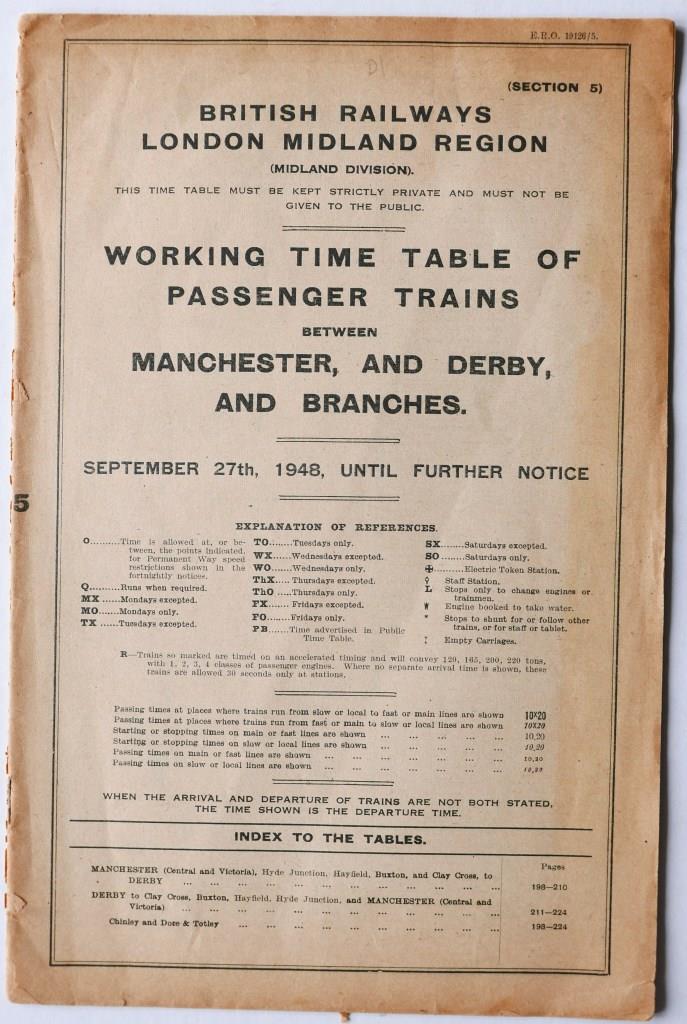 E.R.O. 19126/5.
D1
(SECTION 5)
BRITISH RAILWAYS
LONDON MIDLAND REGION
(MIDLAND DIVISION).
THIS TIME TABLE MUST BE KEPT STRICTLY PRIVATE AND MUST NOT BE
GIVEN TO THE PUBLIC.
WORKING TIME TABLE OF
PASSENGER TRAINS
BETWEEN
MANCHESTER, AND DERBY,
AND BRANCHES.
SEPTEMBER 27th, 1948, UNTIL FURTHER NOTICE
5
EXPLANATION OF REFERENCES.
O.........Time is allowed at, or be-
tween, the points indicated,
for Permanent Way speed
restrictions shown in the
fortnightly notices.
Q.........Runs when required.
MX ......Mondays excepted.
MO......Mondays only.
TX ......Tuesdays excepted.
TO......Tuesdays only.
WX......Wednesdays excepted.
WO......Wednesdays only.
ThX..... Thursdays excepted.
ThO .....Thursdays only.
FX....... Fridays excepted.
FO.......Fridays only.
PB.......Time advertised in Public
Time Table.
SX........Saturdays excepted.
SO ........Saturdays only.
✠..........Electric Token Station.
◊ Staff Station.
L Stops only to change engines or
trainmen.
Engine booked to take water.
* Stops to shunt for or follow other
trains, or for staff or tablet.
Empty Carriages.
R—Trains so marked are timed on an accelerated timing and will convey 120, 165, 200, 220 tons,
with 1, 2, 3, 4 classes of passenger engines. Where no separate arrival time is shown, these
trains are allowed 30 seconds only at stations.
Passing times at places where trains run from slow or local to fast or main lines are shown 10X20
Passing times at places where trains run from fast or main to slow or local lines are shown 10X20
Starting or stopping times on main or fast lines are shown ... ... ... ... ... 10,20
Starting or stopping times on slow or local lines are shown ... ... ... ... ... 10,20
Passing times on main or fast lines are shown ... ... ... ... ... ... ... 10,20
Passing times on slow or local lines are shown ... ... ... ... ... ... ... 10,20
WHEN THE ARRIVAL AND DEPARTURE OF TRAINS ARE NOT BOTH STATED,
THE TIME SHOWN IS THE DEPARTURE TIME.
INDEX TO THE TABLES.
Pages
MANCHESTER (Central and Victoria), Hyde Junction, Hayfield, Buxton, and Clay Cross, to
DERBY ... ... ... ... ... ... ... ... ... ... ... ... 198—210
DERBY to Clay Cross, Buxton, Hayfield, Hyde Junction, and MANCHESTER (Central and
Victoria) ... ... ... ... ... ... ... ... ... ... ... ... 211—224
Chinley and Dore & Totley ... ... ... ... ... ... ... ... ... ... 198—224